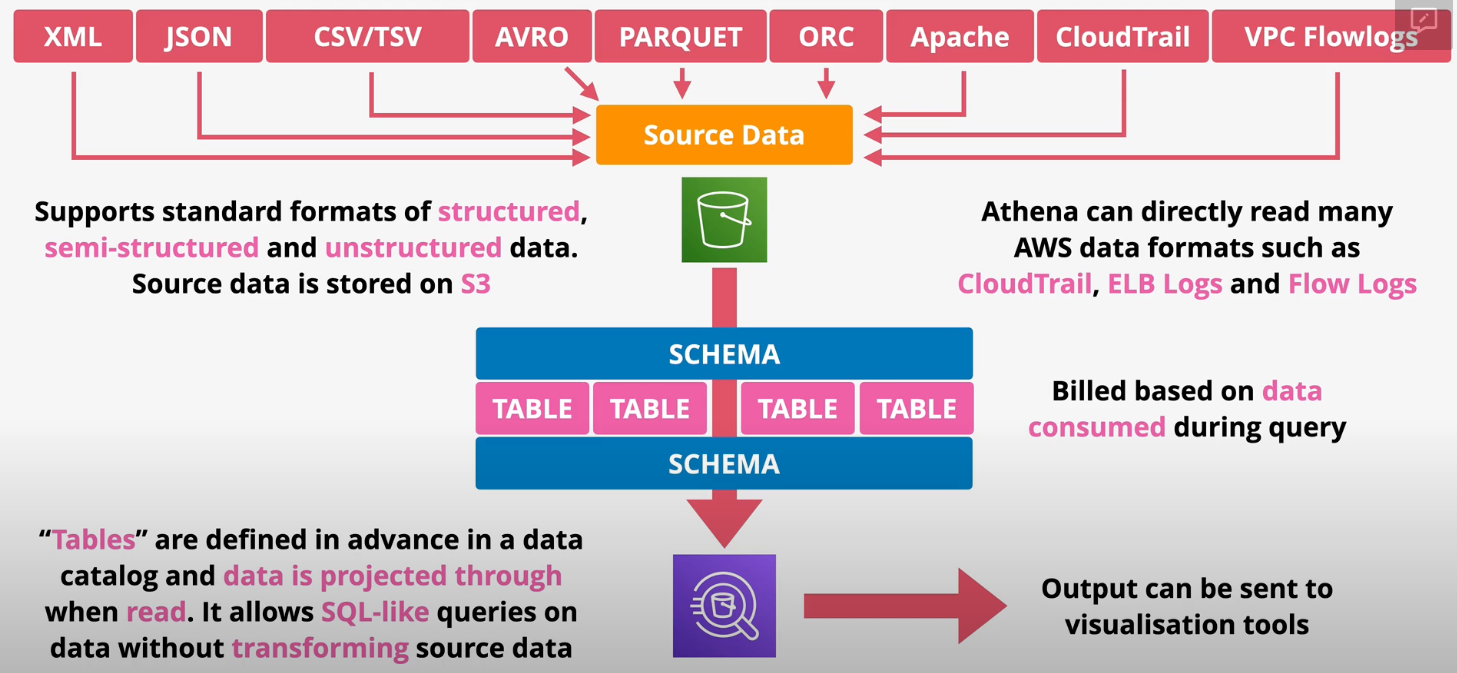 XML
JSON
CSV/TSV
AVRO
PARQUET
ORC
Apache
CloudTrail
VPC Flowlogs
Source Data
Supports standard formats of structured,
semi-structured and unstructured data.
Source data is stored on S3
Athena can directly read many
AWS data formats such as
CloudTrail, ELB Logs and Flow Logs
SCHEMA
TABLE
TABLE
TABLE
TABLE
SCHEMA
Billed based on data
consumed during query
“Tables” are defined in advance in a data
catalog and data is projected through
when read. It allows SQL-like queries on
data without transforming source data
Output can be sent to
visualisation tools